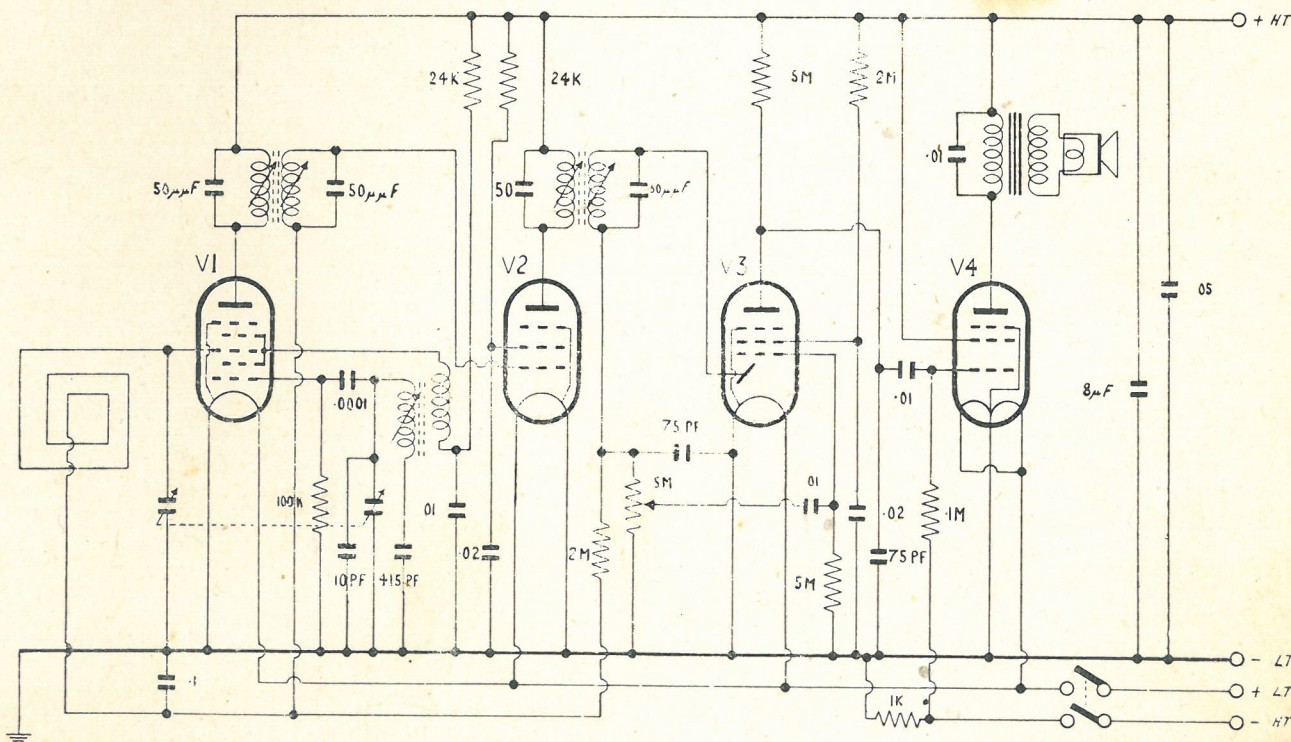 + HT
24K
24K
5M
2M
.01
50μμF
50μμF
50
50μμF
V1
V2
V3
V4
.05
8μF
.0001
.01
75 PF
100K
.01
5M
.01
.02
.1M
.02
2M
75 PF
10 PF
415 PF
5M
.1
- LT
+ LT
1K
- HT